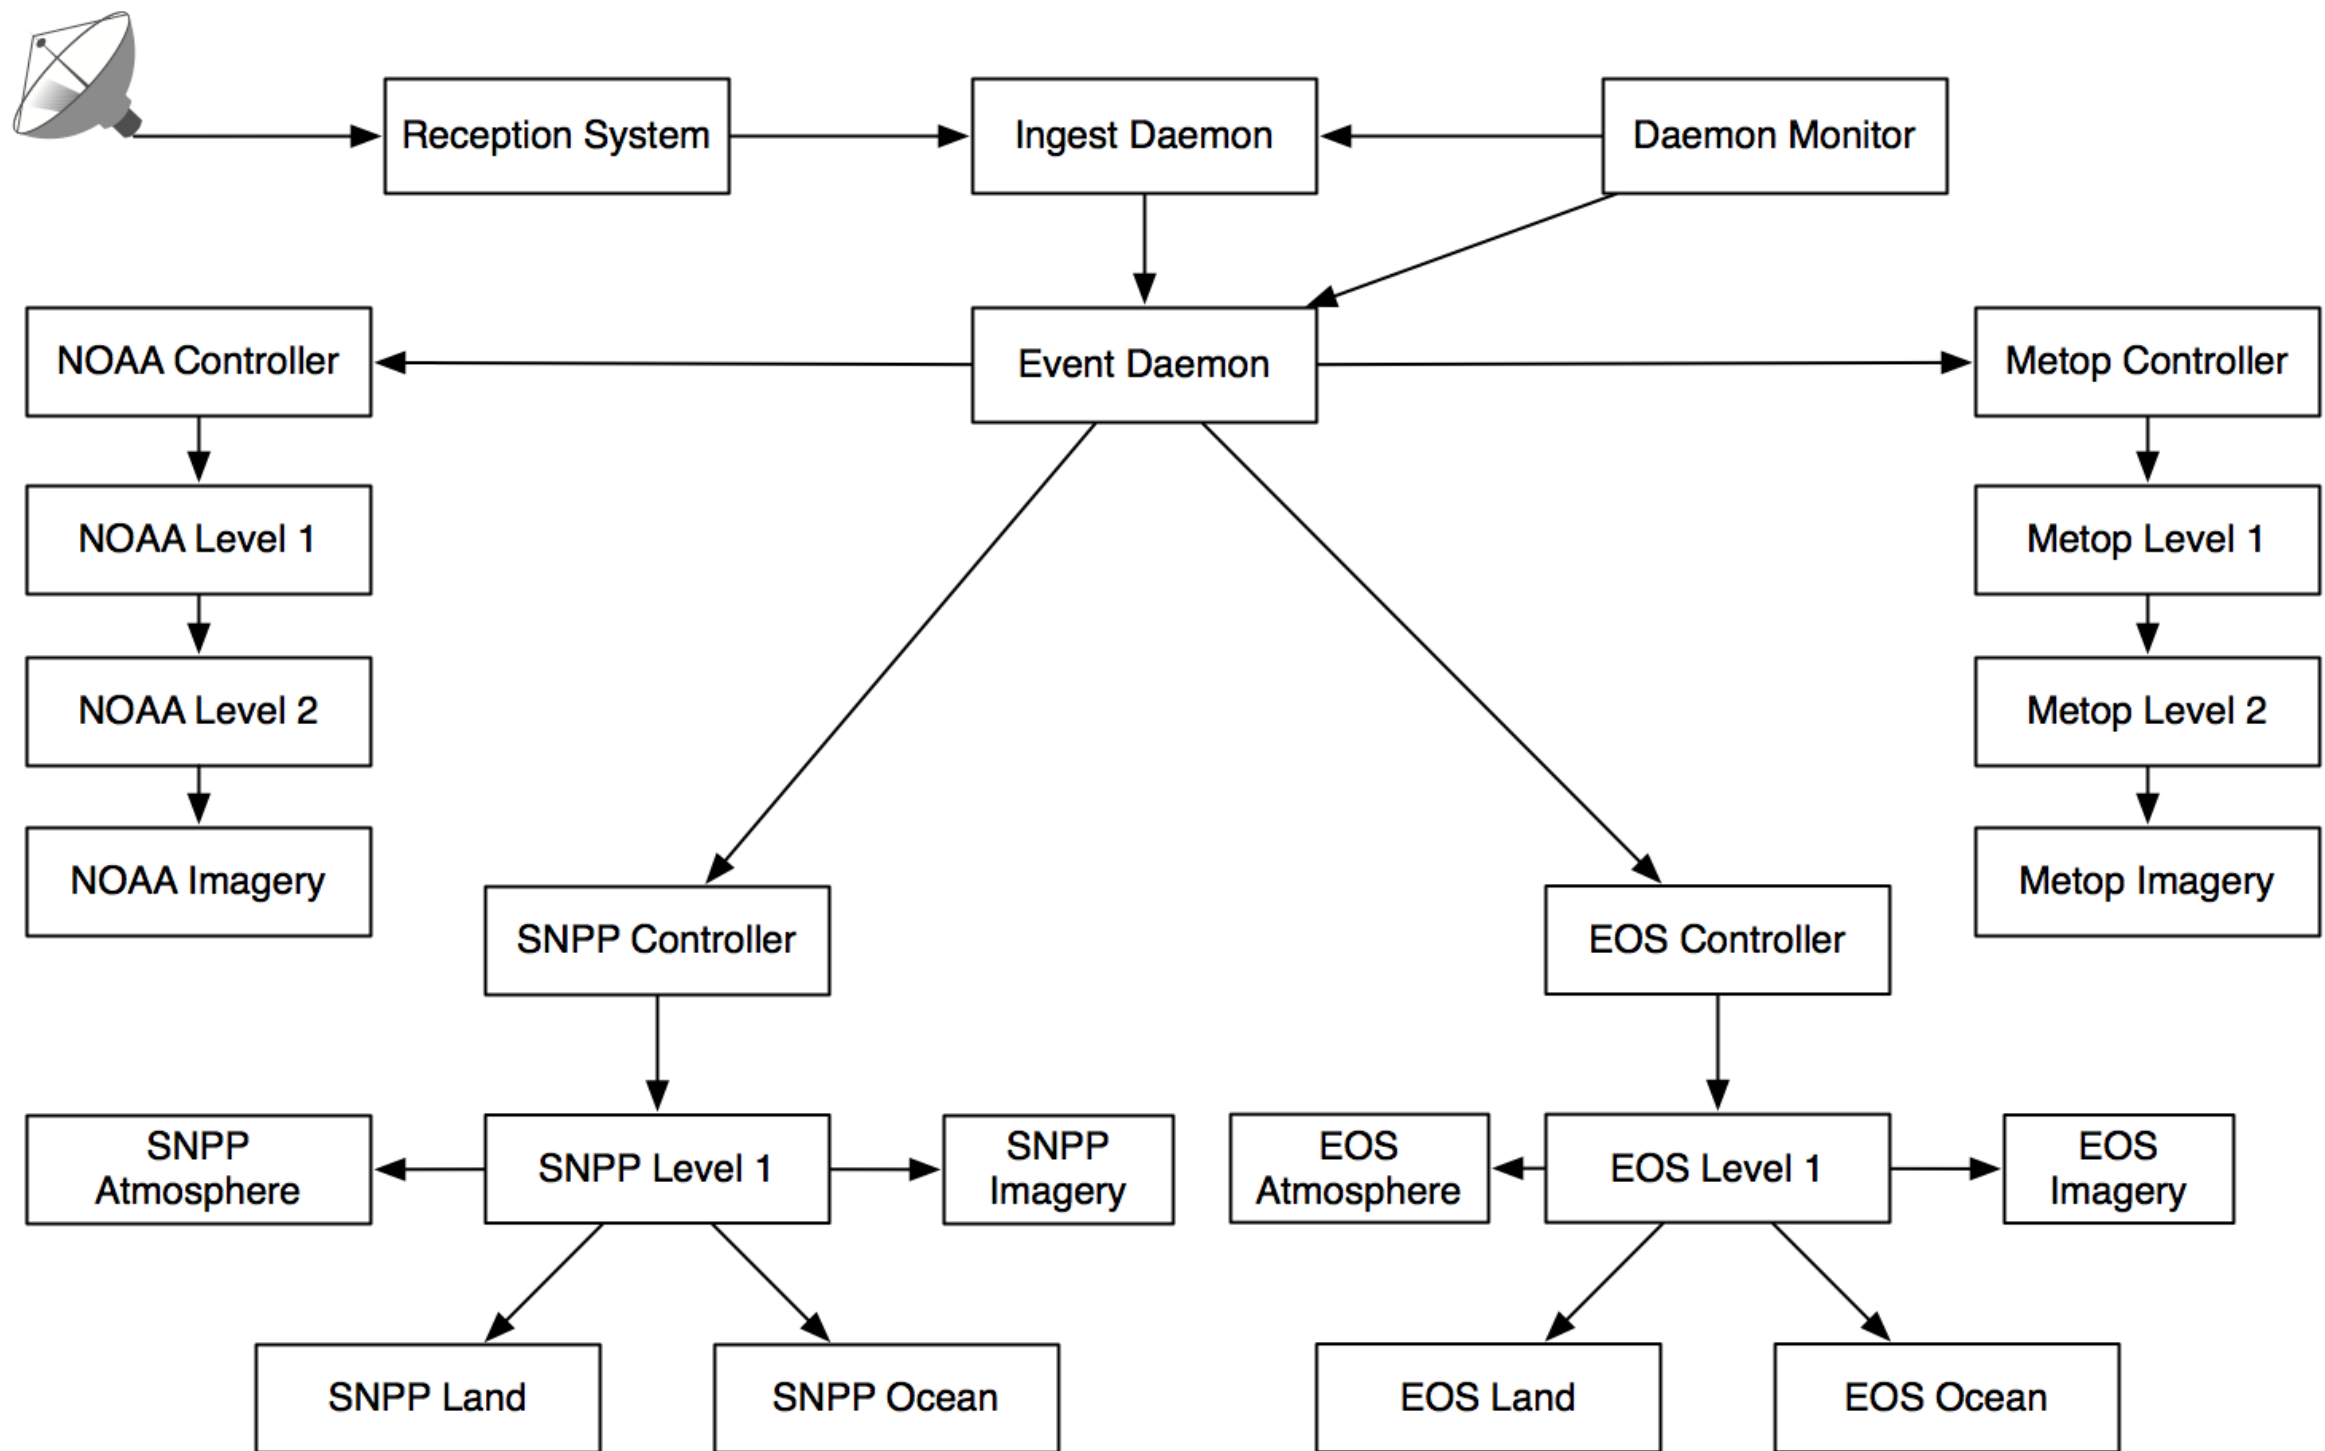 Reception System
Ingest Daemon
Daemon Monitor
NOAA Controller
Event Daemon
Metop Controller
NOAA Level 1
Metop Level 1
NOAA Level 2
Metop Level 2
NOAA Imagery
Metop Imagery
SNPP Controller
EOS Controller
SNPP
Atmosphere
SNPP Level 1
SNPP
Imagery
EOS
Atmosphere
EOS Level 1
EOS
Imagery
SNPP Land
SNPP Ocean
EOS Land
EOS Ocean